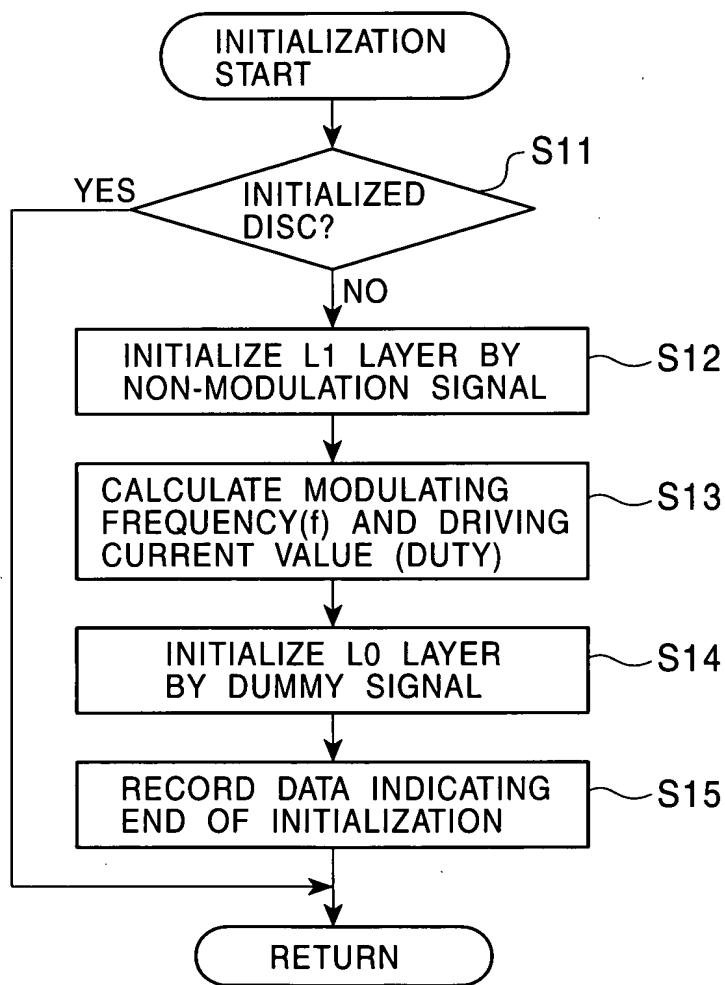 INITIALIZATION
START
S11
YES
INITIALIZED
DISC?
NO
INITIALIZE L1 LAYER BY
NON-MODULATION SIGNAL
S12
CALCULATE MODULATING
FREQUENCY(f) AND DRIVING
CURRENT VALUE (DUTY)
S13
INITIALIZE L0 LAYER
BY DUMMY SIGNAL
S14
RECORD DATA INDICATING
END OF INITIALIZATION
S15
RETURN